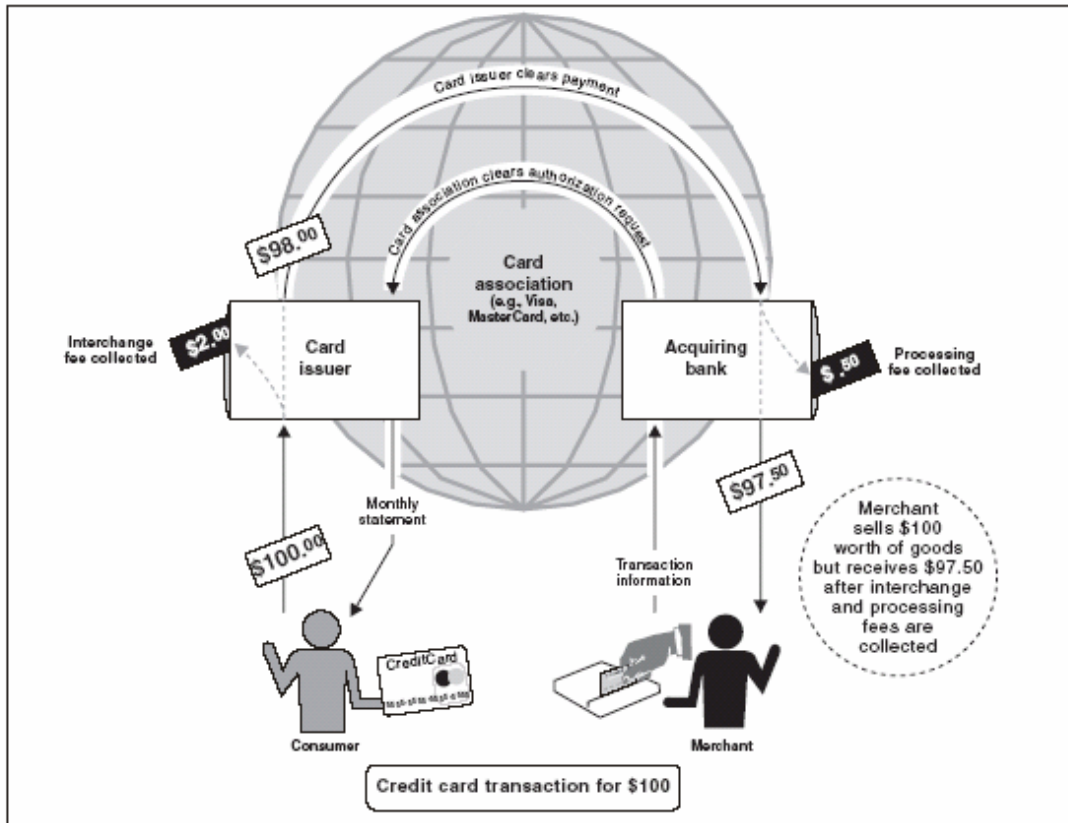 Card issuer clears payment
Card association clears authorization request
$98.00
Card
association
(e.g., Visa,
MasterCard, etc.)
Interchange
fee collected
$2.00
Card
issuer
Acquiring
bank
$ .50
Processing
fee collected
Monthly
statement
$100.00
Transaction
information
$97.50
Merchant
sells $100
worth of goods
but receives $97.50
after interchange
and processing
fees are
collected
CreditCard
Consumer
Merchant
Credit card transaction for $100